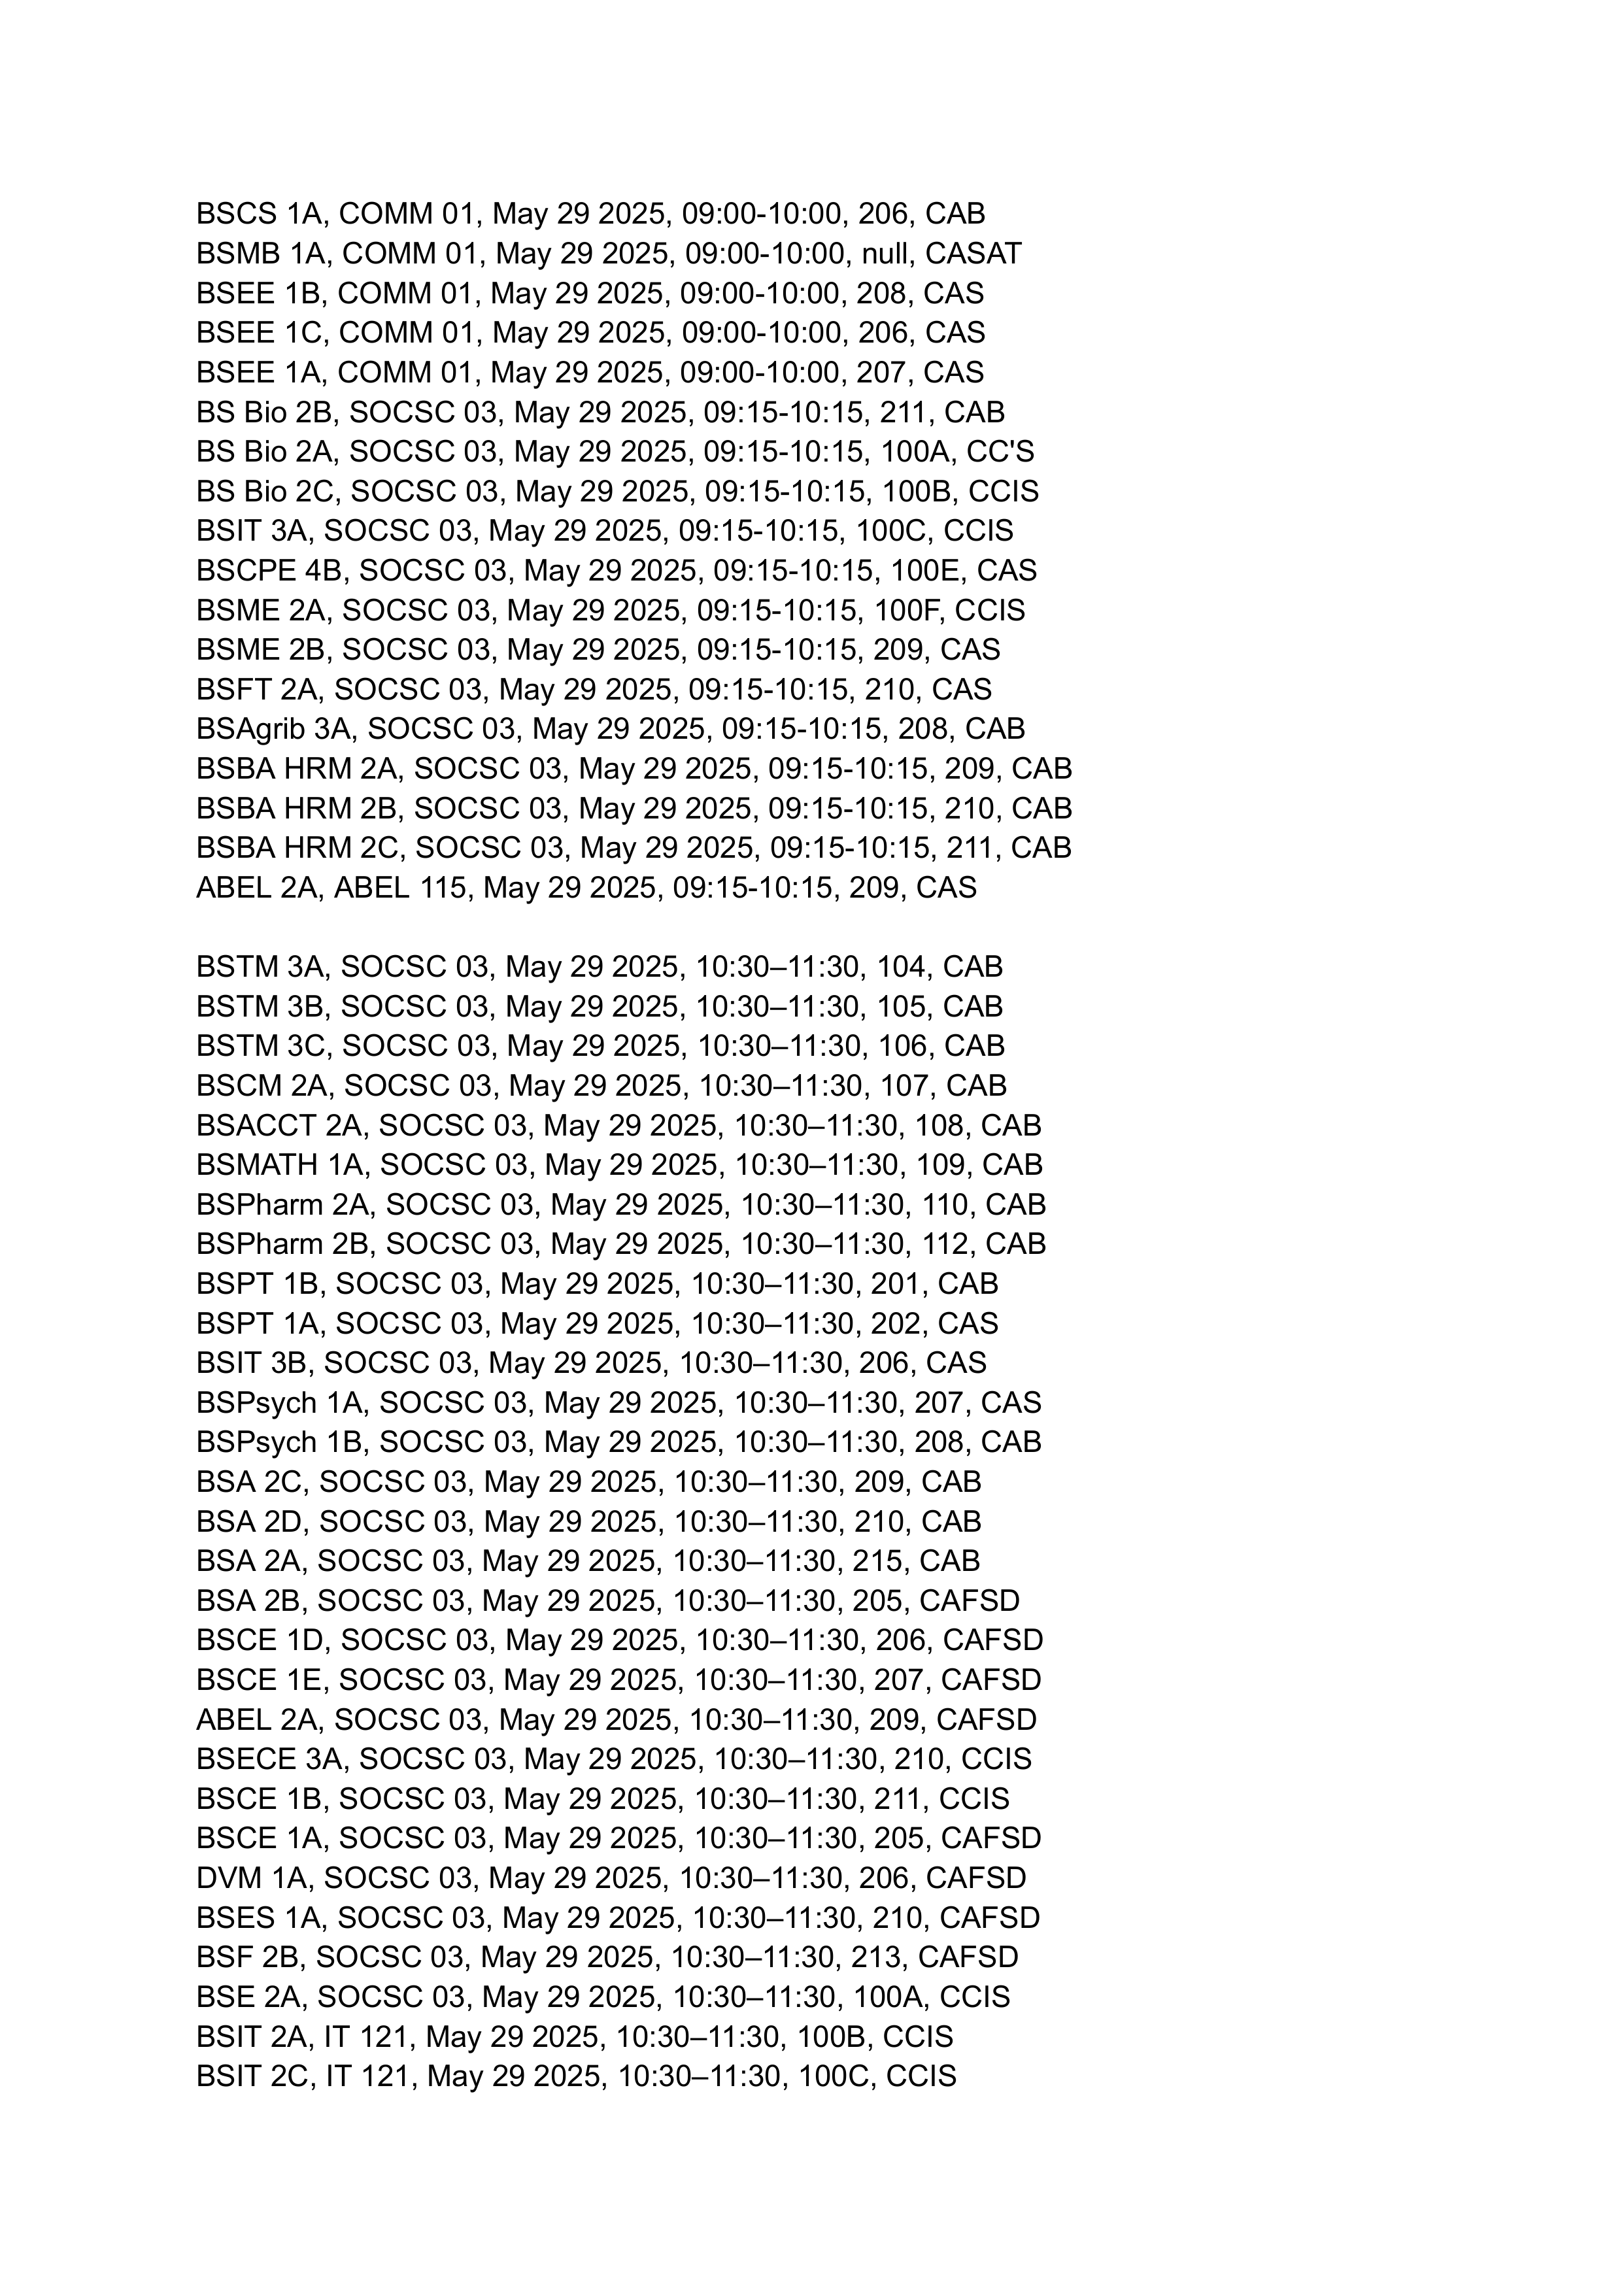 BSCS 1A, COMM 01, May 29 2025, 09:00-10:00, 206, CAB
BSMB 1A, COMM 01, May 29 2025, 09:00-10:00, null, CASAT
BSEE 1B, COMM 01, May 29 2025, 09:00-10:00, 208, CAS
BSEE 1C, COMM 01, May 29 2025, 09:00-10:00, 206, CAS
BSEE 1A, COMM 01, May 29 2025, 09:00-10:00, 207, CAS
BS Bio 2B, SOCSC 03, May 29 2025, 09:15-10:15, 211, CAB
BS Bio 2A, SOCSC 03, May 29 2025, 09:15-10:15, 100A, CC'S
BS Bio 2C, SOCSC 03, May 29 2025, 09:15-10:15, 100B, CCIS
BSIT 3A, SOCSC 03, May 29 2025, 09:15-10:15, 100C, CCIS
BSCPE 4B, SOCSC 03, May 29 2025, 09:15-10:15, 100E, CAS
BSME 2A, SOCSC 03, May 29 2025, 09:15-10:15, 100F, CCIS
BSME 2B, SOCSC 03, May 29 2025, 09:15-10:15, 209, CAS
BSFT 2A, SOCSC 03, May 29 2025, 09:15-10:15, 210, CAS
BSAgrib 3A, SOCSC 03, May 29 2025, 09:15-10:15, 208, CAB
BSBA HRM 2A, SOCSC 03, May 29 2025, 09:15-10:15, 209, CAB
BSBA HRM 2B, SOCSC 03, May 29 2025, 09:15-10:15, 210, CAB
BSBA HRM 2C, SOCSC 03, May 29 2025, 09:15-10:15, 211, CAB
ABEL 2A, ABEL 115, May 29 2025, 09:15-10:15, 209, CAS
BSTM 3A, SOCSC 03, May 29 2025, 10:30–11:30, 104, CAB
BSTM 3B, SOCSC 03, May 29 2025, 10:30–11:30, 105, CAB
BSTM 3C, SOCSC 03, May 29 2025, 10:30–11:30, 106, CAB
BSCM 2A, SOCSC 03, May 29 2025, 10:30–11:30, 107, CAB
BSACCT 2A, SOCSC 03, May 29 2025, 10:30–11:30, 108, CAB
BSMATH 1A, SOCSC 03, May 29 2025, 10:30–11:30, 109, CAB
BSPharm 2A, SOCSC 03, May 29 2025, 10:30–11:30, 110, CAB
BSPharm 2B, SOCSC 03, May 29 2025, 10:30–11:30, 112, CAB
BSPT 1B, SOCSC 03, May 29 2025, 10:30–11:30, 201, CAB
BSPT 1A, SOCSC 03, May 29 2025, 10:30–11:30, 202, CAS
BSIT 3B, SOCSC 03, May 29 2025, 10:30–11:30, 206, CAS
BSPsych 1A, SOCSC 03, May 29 2025, 10:30–11:30, 207, CAS
BSPsych 1B, SOCSC 03, May 29 2025, 10:30–11:30, 208, CAB
BSA 2C, SOCSC 03, May 29 2025, 10:30–11:30, 209, CAB
BSA 2D, SOCSC 03, May 29 2025, 10:30–11:30, 210, CAB
BSA 2A, SOCSC 03, May 29 2025, 10:30–11:30, 215, CAB
BSA 2B, SOCSC 03, May 29 2025, 10:30–11:30, 205, CAFSD
BSCE 1D, SOCSC 03, May 29 2025, 10:30–11:30, 206, CAFSD
BSCE 1E, SOCSC 03, May 29 2025, 10:30–11:30, 207, CAFSD
ABEL 2A, SOCSC 03, May 29 2025, 10:30–11:30, 209, CAFSD
BSECE 3A, SOCSC 03, May 29 2025, 10:30–11:30, 210, CCIS
BSCE 1B, SOCSC 03, May 29 2025, 10:30–11:30, 211, CCIS
BSCE 1A, SOCSC 03, May 29 2025, 10:30–11:30, 205, CAFSD
DVM 1A, SOCSC 03, May 29 2025, 10:30–11:30, 206, CAFSD
BSES 1A, SOCSC 03, May 29 2025, 10:30–11:30, 210, CAFSD
BSF 2B, SOCSC 03, May 29 2025, 10:30–11:30, 213, CAFSD
BSE 2A, SOCSC 03, May 29 2025, 10:30–11:30, 100A, CCIS
BSIT 2A, IT 121, May 29 2025, 10:30–11:30, 100B, CCIS
BSIT 2C, IT 121, May 29 2025, 10:30–11:30, 100C, CCIS